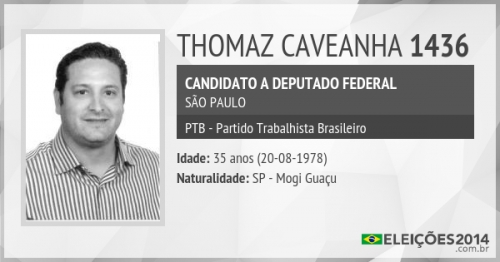 THOMAZ CAVEANHA 1436
CANDIDATO A DEPUTADO FEDERAL
SÃO PAULO
PTB - Partido Trabalhista Brasileiro
Idade: 35 anos (20-08-1978)
Naturalidade: SP - Mogi Guaçu
ELEIÇÕES2014
.com.br